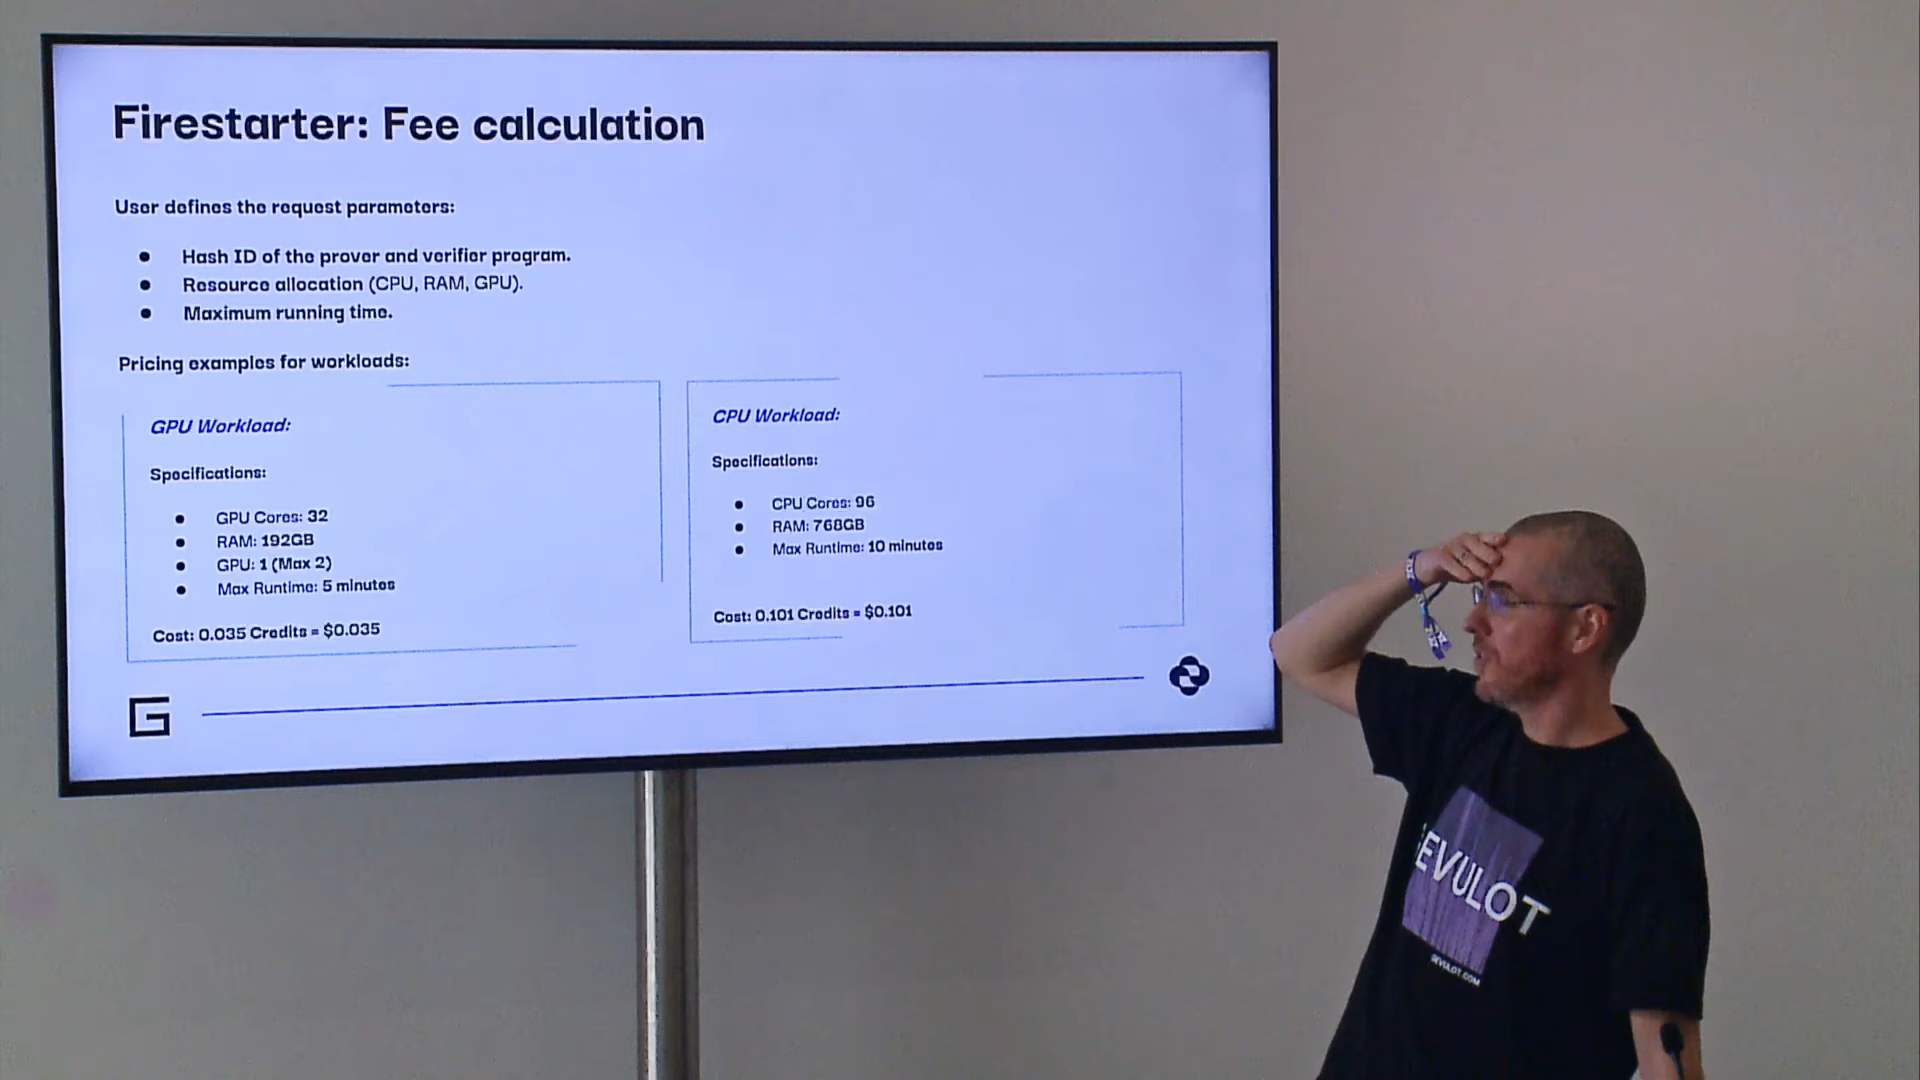 Firestarter: Fee calculation
User defines the request parameters:
● Hash ID of the prover and verifier program.
● Resource allocation (CPU, RAM, GPU).
● Maximum running time.
Pricing examples for workloads:
GPU Workload:
Specifications:
● GPU Cores: 32
● RAM: 192GB
● GPU: 1 (Max 2)
● Max Runtime: 5 minutes
Cost: 0.035 Credits = $0.035
CPU Workload:
Specifications:
● CPU Cores: 96
● RAM: 768GB
● Max Runtime: 10 minutes
Cost: 0.101 Credits = $0.101
G
GEVULOT
GEVULOT.COM